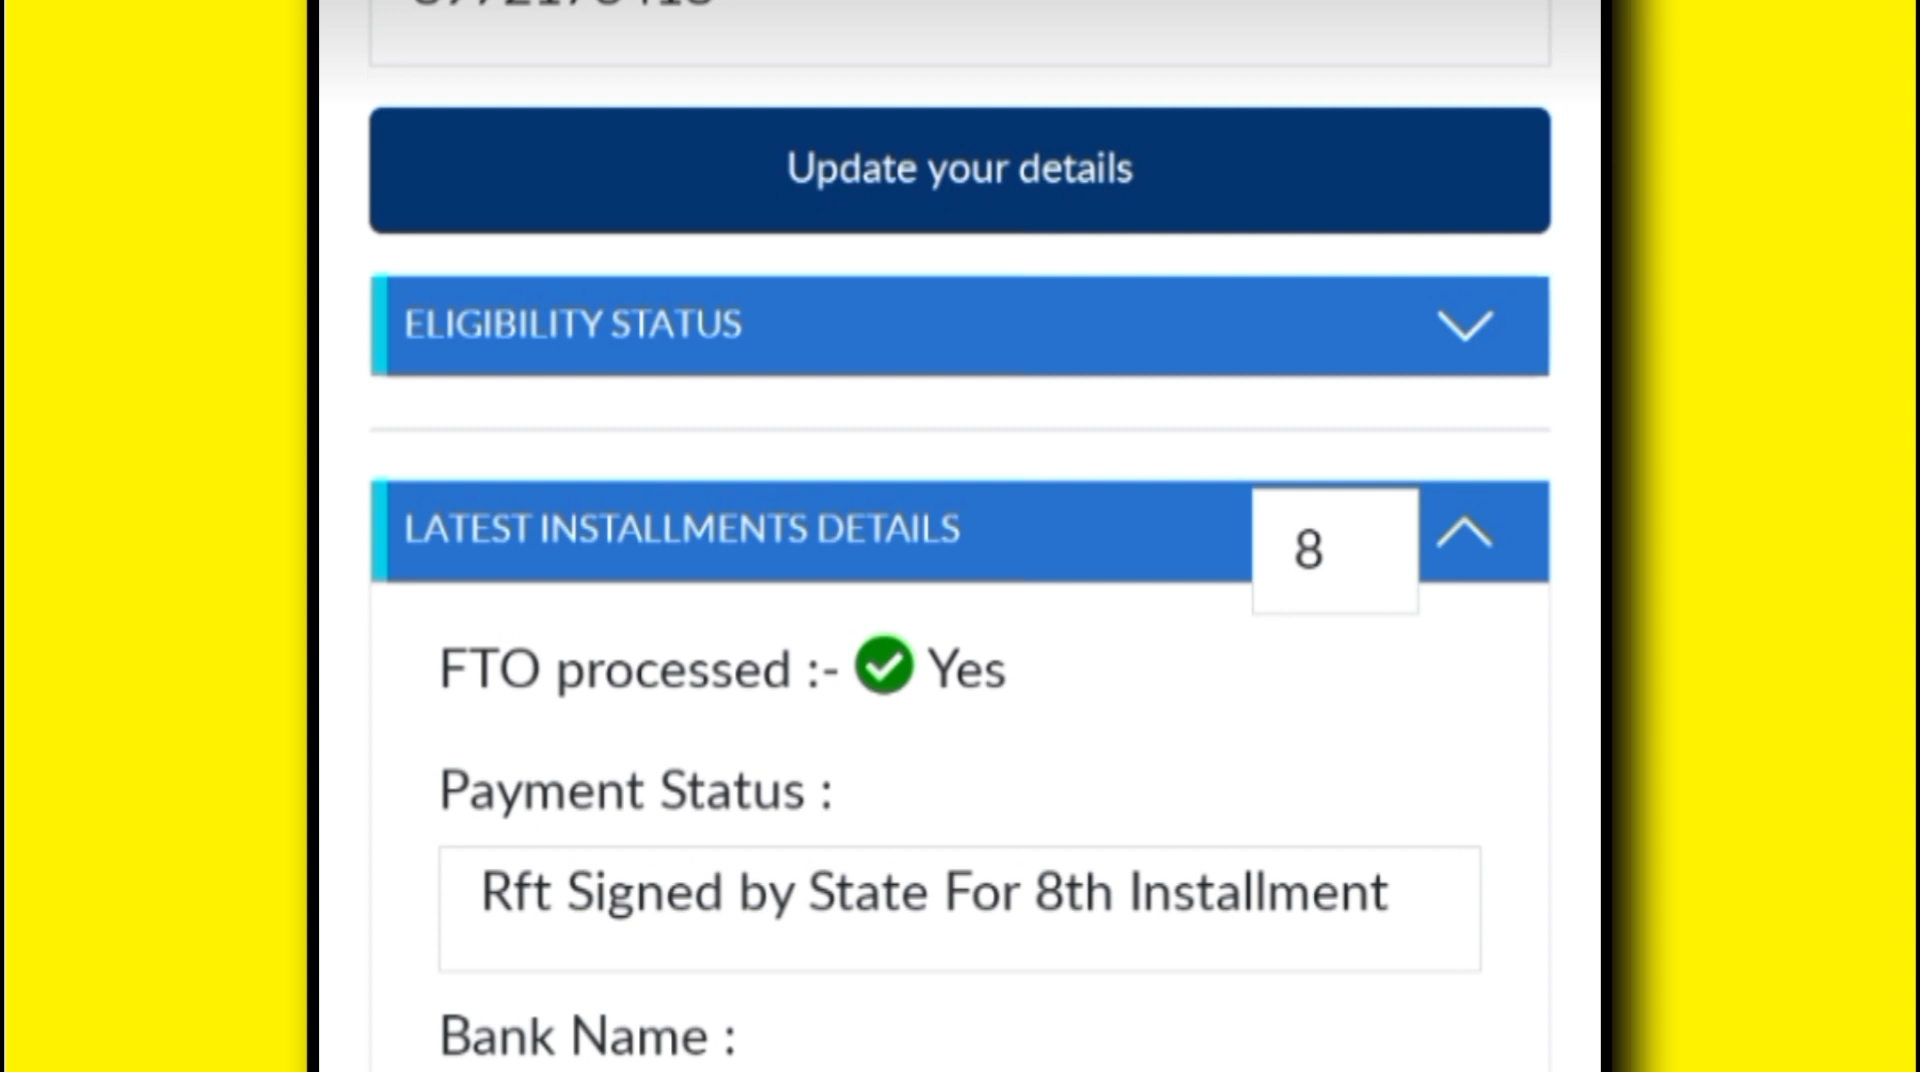 Update your details
ELIGIBILITY STATUS
LATEST INSTALLMENTS DETAILS
8
FTO processed :- Yes
Payment Status :
Rft Signed by State For 8th Installment
Bank Name :